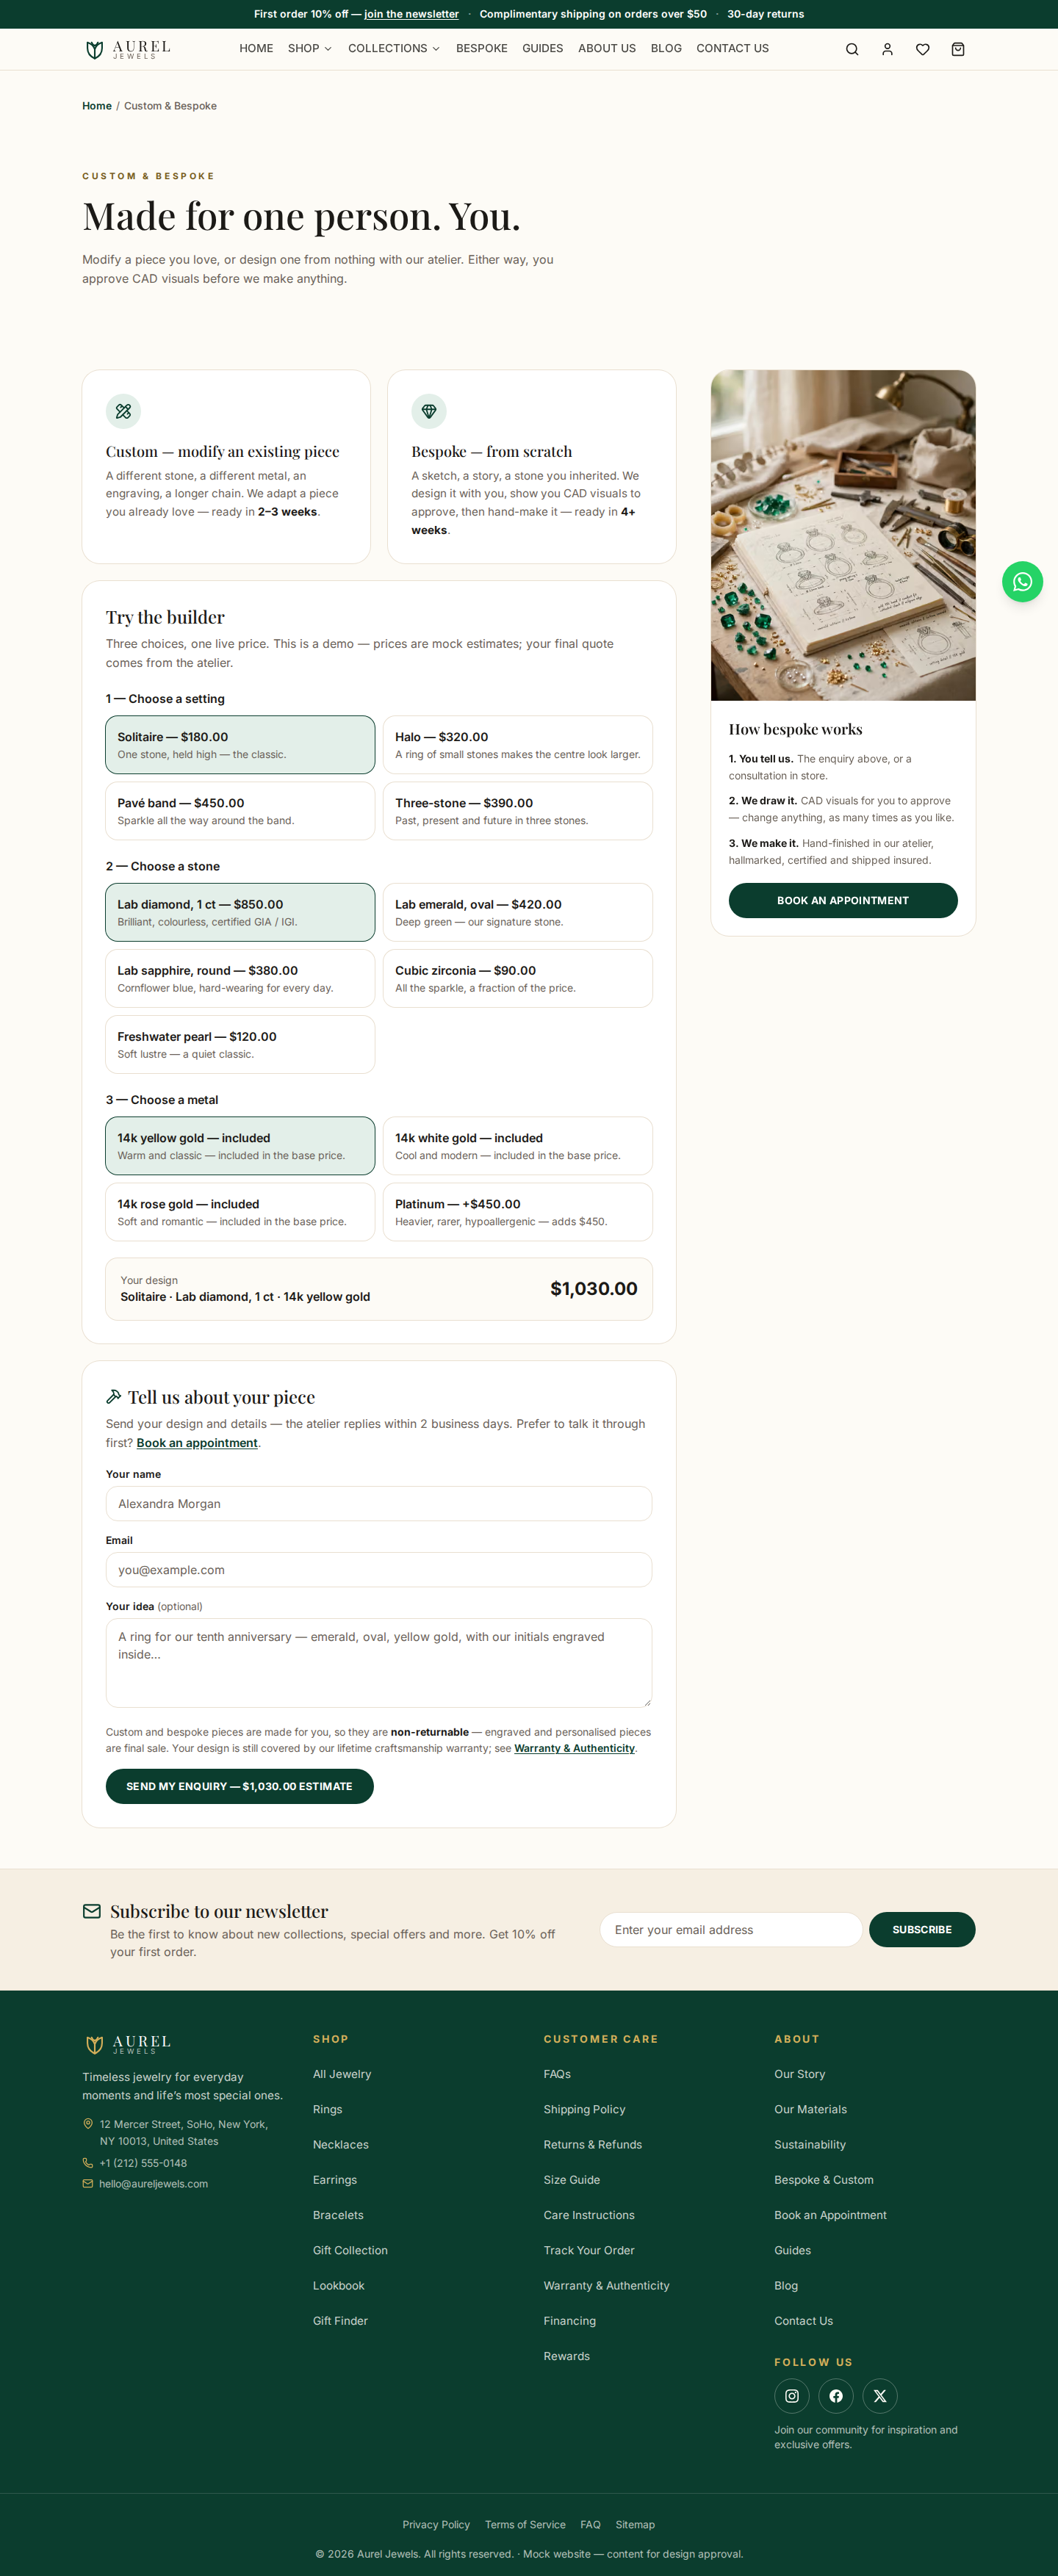 First order 10% off — join the newsletter · Complimentary shipping on orders over $50 · 30-day returns
AUREL
JEWELS
HOME SHOP COLLECTIONS BESPOKE GUIDES ABOUT US BLOG CONTACT US
Home / Custom & Bespoke
CUSTOM & BESPOKE
Made for one person. You.
Modify a piece you love, or design one from nothing with our atelier. Either way, you
approve CAD visuals before we make anything.
Custom — modify an existing piece
A different stone, a different metal, an
engraving, a longer chain. We adapt a piece
you already love — ready in 2–3 weeks.
Bespoke — from scratch
A sketch, a story, a stone you inherited. We
design it with you, show you CAD visuals to
approve, then hand-make it — ready in 4+
weeks.
Try the builder
Three choices, one live price. This is a demo — prices are mock estimates; your final quote
comes from the atelier.
1 — Choose a setting
Solitaire — $180.00
One stone, held high — the classic.
Halo — $320.00
A ring of small stones makes the centre look larger.
Pavé band — $450.00
Sparkle all the way around the band.
Three-stone — $390.00
Past, present and future in three stones.
2 — Choose a stone
Lab diamond, 1 ct — $850.00
Brilliant, colourless, certified GIA / IGI.
Lab emerald, oval — $420.00
Deep green — our signature stone.
Lab sapphire, round — $380.00
Cornflower blue, hard-wearing for every day.
Cubic zirconia — $90.00
All the sparkle, a fraction of the price.
Freshwater pearl — $120.00
Soft lustre — a quiet classic.
3 — Choose a metal
14k yellow gold — included
Warm and classic — included in the base price.
14k white gold — included
Cool and modern — included in the base price.
14k rose gold — included
Soft and romantic — included in the base price.
Platinum — +$450.00
Heavier, rarer, hypoallergenic — adds $450.
Your design
Solitaire · Lab diamond, 1 ct · 14k yellow gold
$1,030.00
Tell us about your piece
Send your design and details — the atelier replies within 2 business days. Prefer to talk it through
first? Book an appointment.
Your name
Alexandra Morgan
Email
you@example.com
Your idea (optional)
A ring for our tenth anniversary — emerald, oval, yellow gold, with our initials engraved
inside…
Custom and bespoke pieces are made for you, so they are non-returnable — engraved and personalised pieces
are final sale. Your design is still covered by our lifetime craftsmanship warranty; see Warranty & Authenticity.
SEND MY ENQUIRY — $1,030.00 ESTIMATE
How bespoke works
1. You tell us. The enquiry above, or a
consultation in store.
2. We draw it. CAD visuals for you to approve
— change anything, as many times as you like.
3. We make it. Hand-finished in our atelier,
hallmarked, certified and shipped insured.
BOOK AN APPOINTMENT
Subscribe to our newsletter
Be the first to know about new collections, special offers and more. Get 10% off
your first order.
Enter your email address
SUBSCRIBE
AUREL
JEWELS
Timeless jewelry for everyday
moments and life’s most special ones.
12 Mercer Street, SoHo, New York,
NY 10013, United States
+1 (212) 555-0148
hello@aureljewels.com
SHOP
All Jewelry
Rings
Necklaces
Earrings
Bracelets
Gift Collection
Lookbook
Gift Finder
CUSTOMER CARE
FAQs
Shipping Policy
Returns & Refunds
Size Guide
Care Instructions
Track Your Order
Warranty & Authenticity
Financing
Rewards
ABOUT
Our Story
Our Materials
Sustainability
Bespoke & Custom
Book an Appointment
Guides
Blog
Contact Us
FOLLOW US
Join our community for inspiration and
exclusive offers.
Privacy Policy Terms of Service FAQ Sitemap
© 2026 Aurel Jewels. All rights reserved. · Mock website — content for design approval.